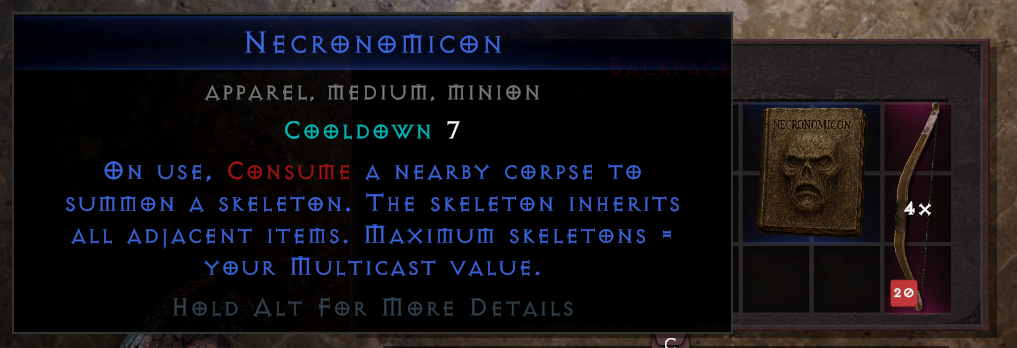 Necronomicon
Backpack
Apparel, Medium, Minion
Cooldown 7
On use, Consume a nearby corpse to
summon a skeleton. The skeleton inherits
all adjacent items. Maximum skeletons =
your Multicast value.
Hold Alt For More Details
NECRONOMICON
4x
20
C